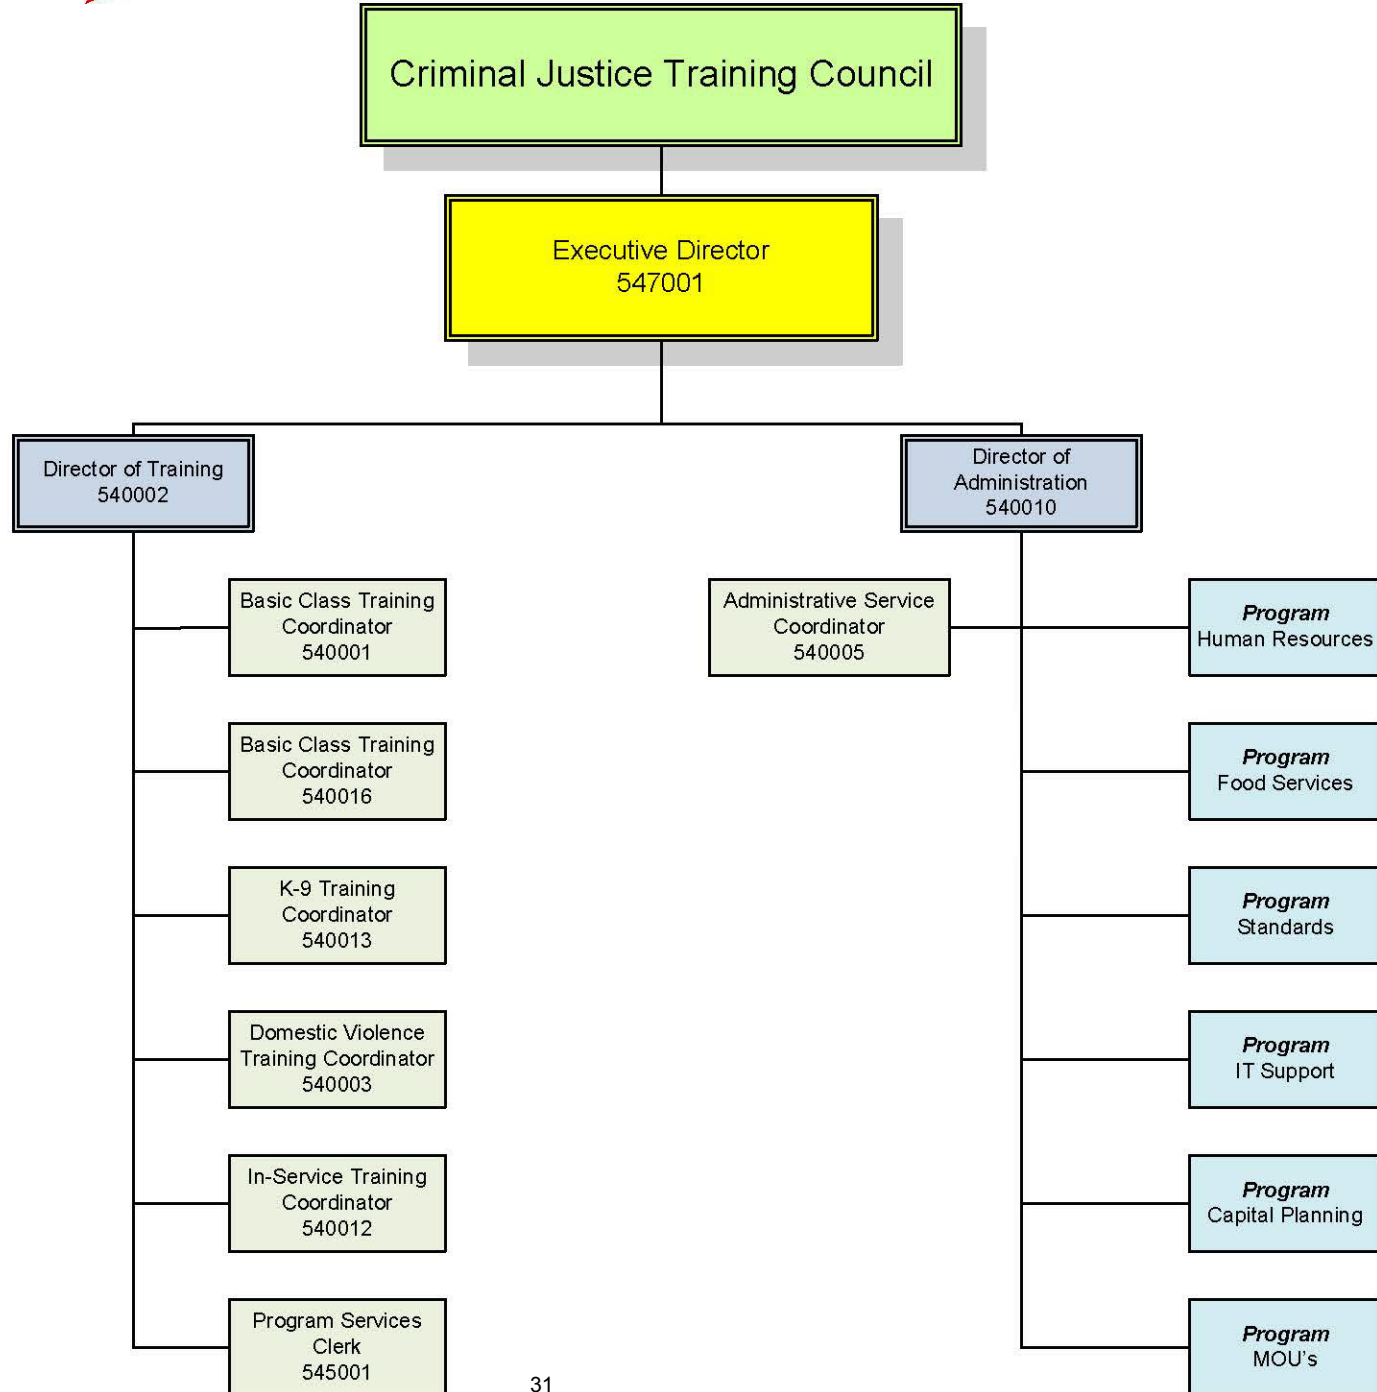 Criminal Justice Training Council
Executive Director
547001
Director of Training
540002
Director of
Administration
540010
Basic Class Training
Coordinator
540001
Administrative Service
Coordinator
540005
Program
Human Resources
Basic Class Training
Coordinator
540016
Program
Food Services
K-9 Training
Coordinator
540013
Program
Standards
Domestic Violence
Training Coordinator
540003
Program
IT Support
In-Service Training
Coordinator
540012
Program
Capital Planning
Program Services
Clerk
545001
Program
MOU's
31